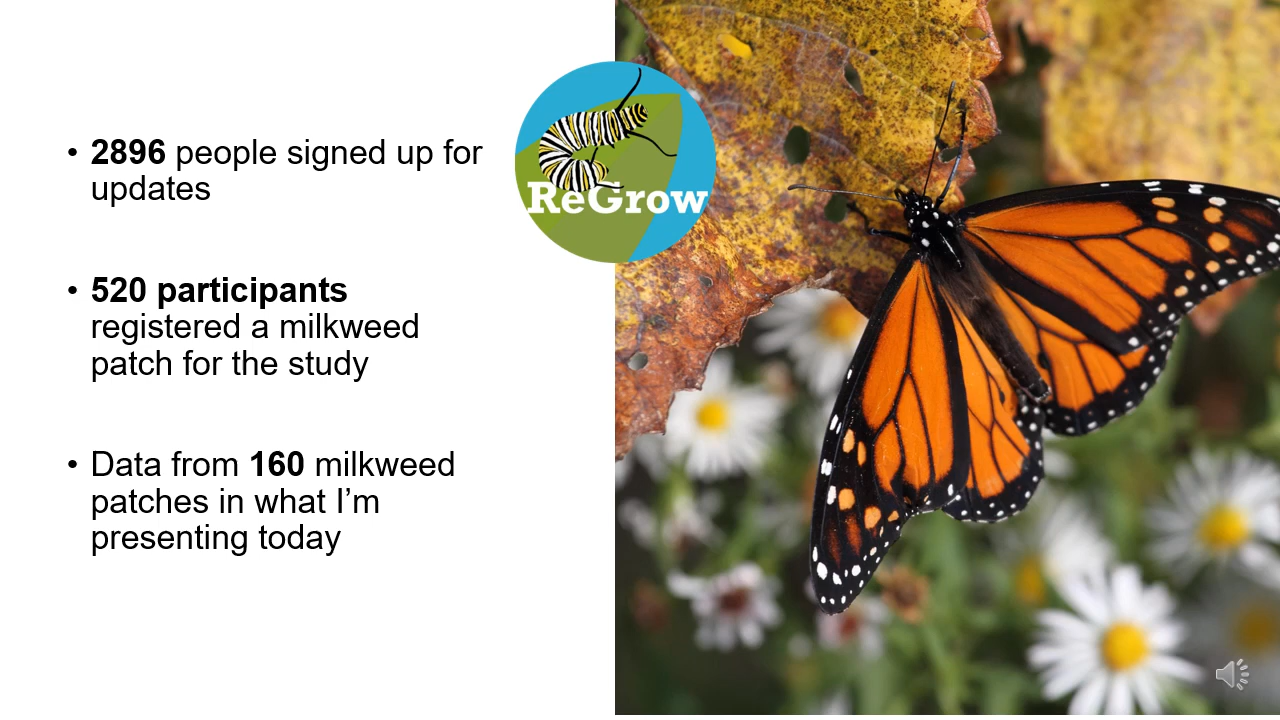 • 2896 people signed up for
updates
ReGrow
• 520 participants
registered a milkweed
patch for the study
• Data from 160 milkweed
patches in what I’m
presenting today